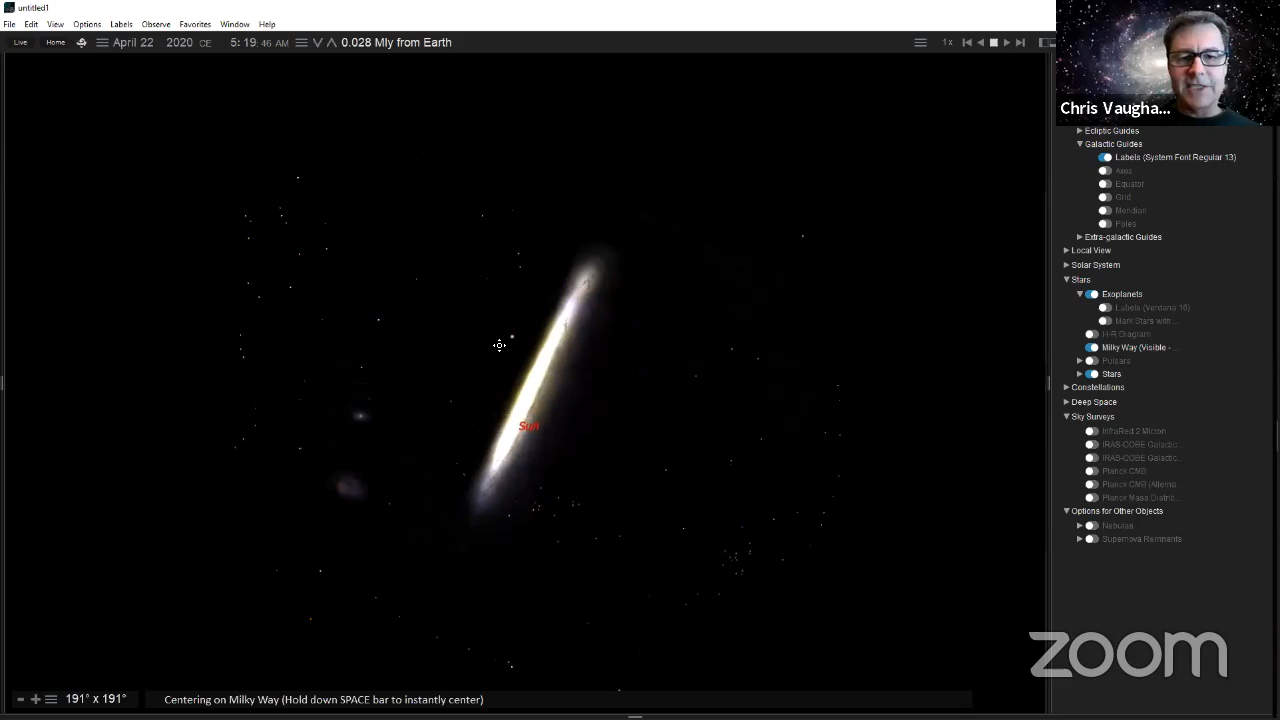 untitled1
File Edit View Options Labels Observe Favorites Window Help
Live Home April 22 2020 CE 5:19:46 AM 0.028 Mly from Earth 1x
Chris Vaugha...
Ecliptic Guides
Galactic Guides
Labels (System Font Regular 13)
Axes
Equator
Grid
Meridian
Poles
Extra-galactic Guides
Local View
Solar System
Stars
Exoplanets
Labels (Verdana 16)
Mark Stars with ...
H-R Diagram
Milky Way (Visible - ...
Pulsars
Stars
Constellations
Deep Space
Sky Surveys
InfraRed 2 Micron
IRAS-COBE Galactic...
IRAS-COBE Galactic...
Planck CMB
Planck CMB (Alterna...
Planck Mass Distric...
Options for Other Objects
Nebulae
Supernova Remnants
Sun
zoom
191° x 191° Centering on Milky Way (Hold down SPACE bar to instantly center)